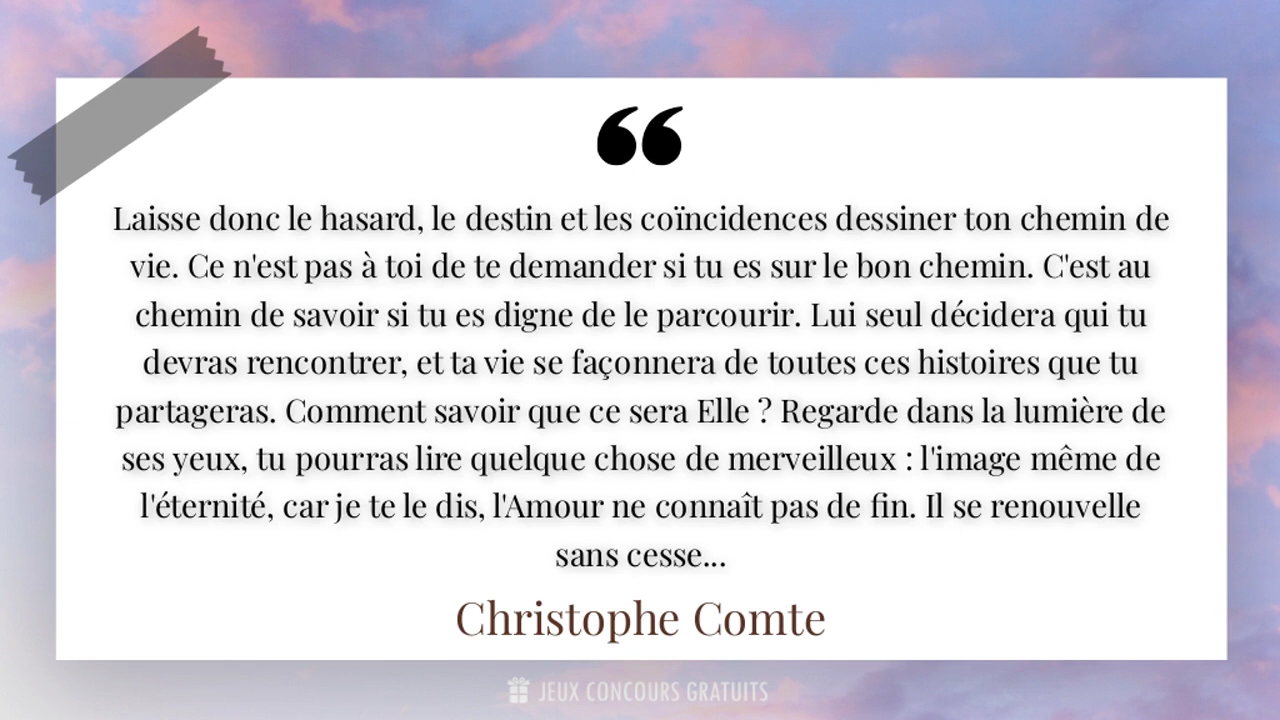 “
Laisse donc le hasard, le destin et les coïncidences dessiner ton chemin de
vie. Ce n'est pas à toi de te demander si tu es sur le bon chemin. C'est au
chemin de savoir si tu es digne de le parcourir. Lui seul décidera qui tu
devras rencontrer, et ta vie se façonnera de toutes ces histoires que tu
partageras. Comment savoir que ce sera Elle ? Regarde dans la lumière de
ses yeux, tu pourras lire quelque chose de merveilleux : l'image même de
l'éternité, car je te le dis, l'Amour ne connaît pas de fin. Il se renouvelle
sans cesse...
Christophe Comte
JEUX CONCOURS GRATUITS